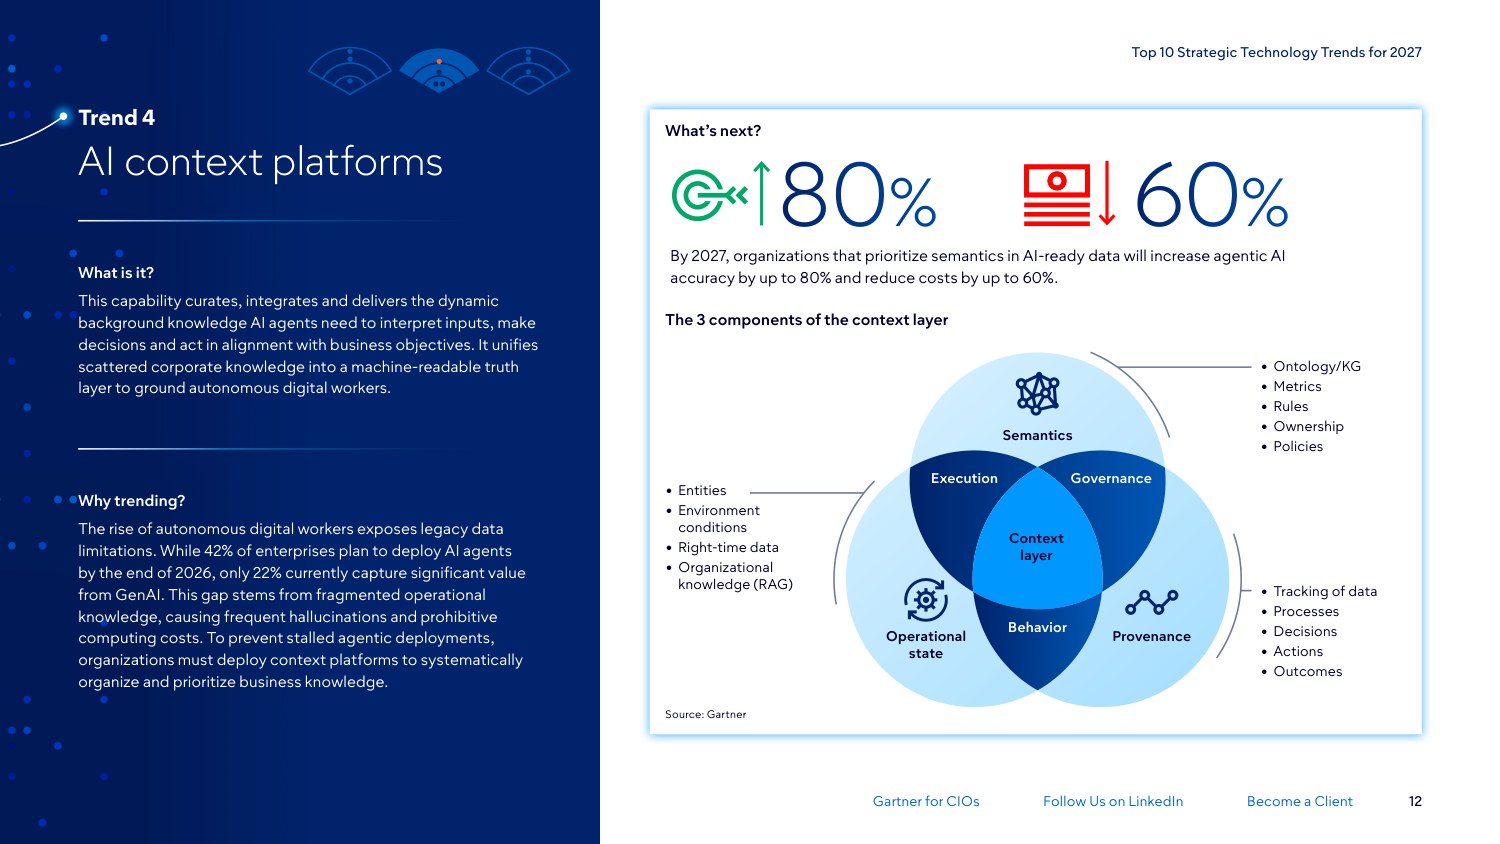 Trend 4
AI context platforms
What is it?
This capability curates, integrates and delivers the dynamic
background knowledge AI agents need to interpret inputs, make
decisions and act in alignment with business objectives. It unifies
scattered corporate knowledge into a machine-readable truth
layer to ground autonomous digital workers.
Why trending?
The rise of autonomous digital workers exposes legacy data
limitations. While 42% of enterprises plan to deploy AI agents
by the end of 2026, only 22% currently capture significant value
from GenAI. This gap stems from fragmented operational
knowledge, causing frequent hallucinations and prohibitive
computing costs. To prevent stalled agentic deployments,
organizations must deploy context platforms to systematically
organize and prioritize business knowledge.
Top 10 Strategic Technology Trends for 2027
What's next?
80%
60%
By 2027, organizations that prioritize semantics in AI-ready data will increase agentic AI
accuracy by up to 80% and reduce costs by up to 60%.
The 3 components of the context layer
Semantics
• Ontology/KG
• Metrics
• Rules
• Ownership
• Policies
Execution
Governance
• Entities
• Environment
conditions
• Right-time data
• Organizational
knowledge (RAG)
Context
layer
Operational
state
Behavior
Provenance
• Tracking of data
• Processes
• Decisions
• Actions
• Outcomes
Source: Gartner
Gartner for CIOs
Follow Us on LinkedIn
Become a Client
12